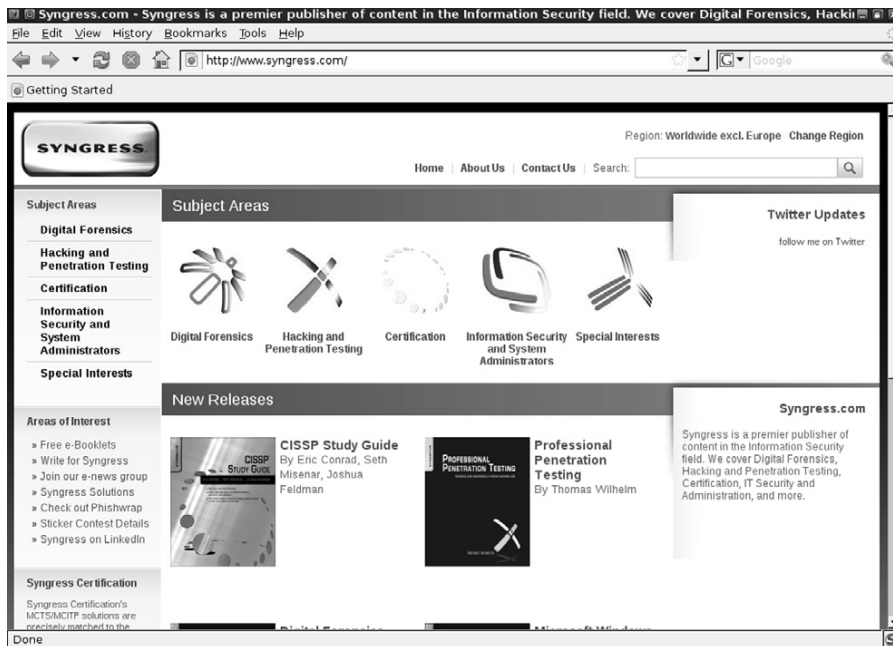 Syngress.com - Syngress is a premier publisher of content in the Information Security field. We cover Digital Forensics,
File Edit View History Bookmarks Tools Help
http://www.syngress.com/
G
Google
Getting Started
SYNGRESS
Region: Worldwide excl. Europe Change Region
Home | About Us | Contact Us | Search:
Subject Areas
Digital Forensics
Hacking and
Penetration Testing
Certification
Information
Security and
System
Administrators
Special Interests
Areas of Interest
» Free e-Booklets
» Write for Syngress
» Join our e-news group
» Syngress Solutions
» Check out Phishwrap
» Sticker Contest Details
» Syngress on LinkedIn
Syngress Certification
Syngress Certification's
MCTS/MCITP solutions are
precisely matched to the
Subject Areas
Digital Forensics
Hacking and
Penetration Testing
Certification
Information Security
and System
Administrators
Special Interests
New Releases
CISSP
STUDY GUIDE
CISSP Study Guide
By Eric Conrad, Seth
Misenar, Joshua
Feldman
PROFESSIONAL
PENETRATION TESTING
Professional
Penetration
Testing
By Thomas Wilhelm
Digital Forensics
Microsoft Windows
Twitter Updates
follow me on Twitter
Syngress.com
Syngress is a premier publisher of
content in the Information Security
field. We cover Digital Forensics,
Hacking and Penetration Testing,
Certification, IT Security and
Administration, and more.
Done